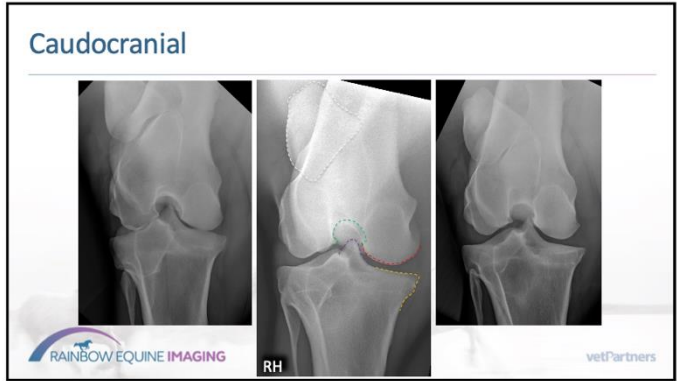 Caudocranial
RH
RAINBOW EQUINE IMAGING
vetPartners